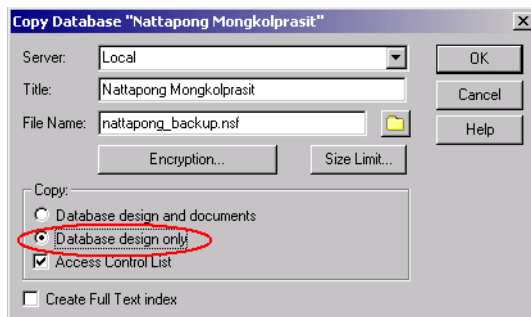 Copy Database "Nattapong Mongkolprasit"
Server: Local OK
Title: Nattapong Mongkolprasit Cancel
File Name: nattapong_backup.nsf Help
Encryption... Size Limit...
Copy:
Database design and documents
Database design only
Access Control List
Create Full Text index